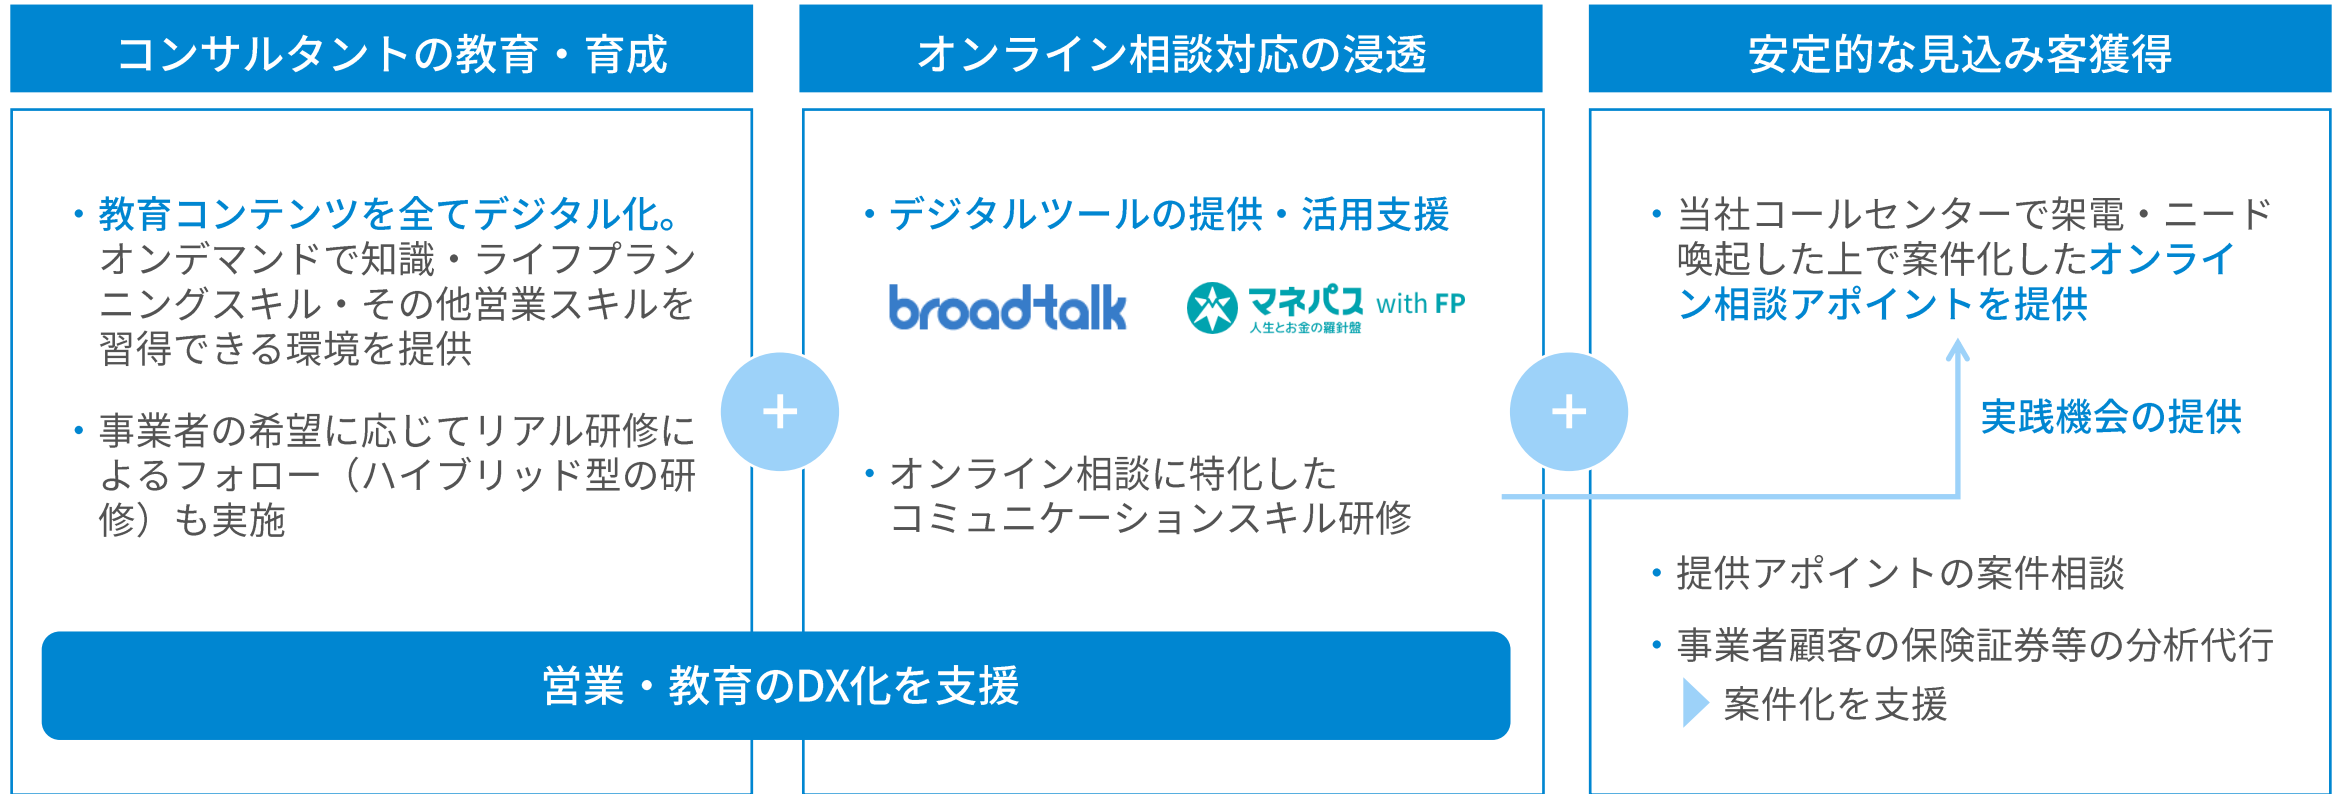 コンサルタントの教育・育成
・教育コンテンツを全てデジタル化。
オンデマンドで知識・ライフプラン
ニングスキル・その他営業スキルを
習得できる環境を提供
・事業者の希望に応じてリアル研修に
よるフォロー（ハイブリッド型の研
修）も実施
+
オンライン相談対応の浸透
・デジタルツールの提供・活用支援
broadtalk
マネパス with FP
人生とお金の羅針盤
・オンライン相談に特化した
コミュニケーションスキル研修
営業・教育のDX化を支援
+
安定的な見込み客獲得
・当社コールセンターで架電・ニード
喚起した上で案件化したオンライ
ン相談アポイントを提供
実践機会の提供
・提供アポイントの案件相談
・事業者顧客の保険証券等の分析代行
案件化を支援